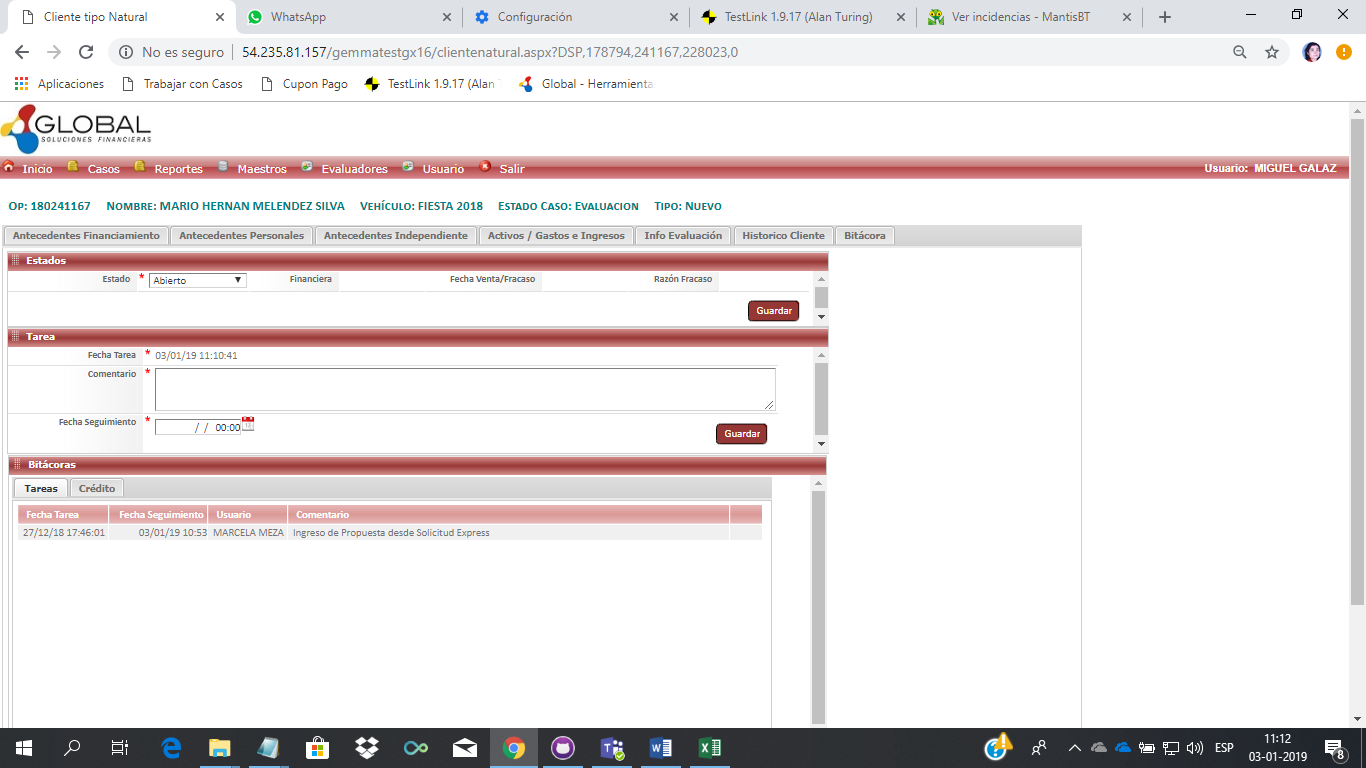 Cliente tipo Natural
WhatsApp
Configuración
TestLink 1.9.17 (Alan Turing)
Ver incidencias - MantisBT
No es seguro
54.235.81.157/gemmatestgx16/clientenatural.aspx?DSP,178794,241167,228023,0
Aplicaciones
Trabajar con Casos
Cupon Pago
TestLink 1.9.17 (Alan
Global - Herramienta
GLOBAL
SOLUCIONES FINANCIERAS
Inicio Casos Reportes Maestros Evaluadores Usuario Salir
Usuario: MIGUEL GALAZ
OP: 180241167 NOMBRE: MARIO HERNAN MELENDEZ SILVA VEHÍCULO: FIESTA 2018 ESTADO CASO: EVALUACION TIPO: NUEVO
Antecedentes Financiamiento Antecedentes Personales Antecedentes Independiente Activos / Gastos e Ingresos Info Evaluación Historico Cliente Bitácora
Estados
Estado * Abierto Financiera Fecha Venta/Fracaso Razón Fracaso
Guardar
Tarea
Fecha Tarea * 03/01/19 11:10:41
Comentario *
Fecha Seguimiento * / / 00:00
Guardar
Bitácoras
Tareas Crédito
Fecha Tarea Fecha Seguimiento Usuario Comentario
27/12/18 17:46:01 03/01/19 10:53 MARCELA MEZA Ingreso de Propuesta desde Solicitud Express
ESP
11:12
03-01-2019
8